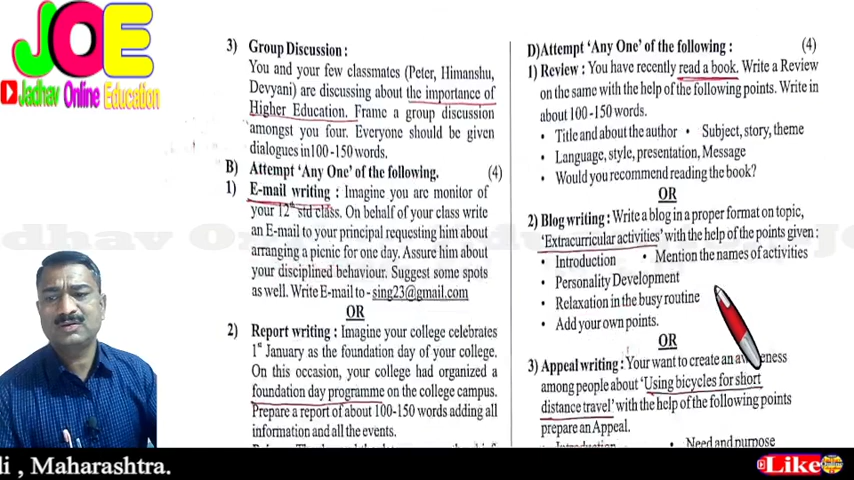 JOE
Jadhav Online Education
3) Group Discussion :
You and your few classmates (Peter, Himanshu,
Devyani) are discussing about the importance of
Higher Education. Frame a group discussion
amongst you four. Everyone should be given
dialogues in 100-150 words.
B) Attempt 'Any One' of the following. (4)
1) E-mail writing : Imagine you are monitor of
your 12th std class. On behalf of your class write
an E-mail to your principal requesting him about
arranging a picnic for one day. Assure him about
your disciplined behaviour. Suggest some spots
as well. Write E-mail to - sing23@gmail.com
OR
2) Report writing : Imagine your college celebrates
1st January as the foundation day of your college.
On this occasion, your college had organized a
foundation day programme on the college campus.
Prepare a report of about 100-150 words adding all
information and all the events.
D)Attempt 'Any One' of the following : (4)
1) Review : You have recently read a book. Write a Review
on the same with the help of the following points. Write in
about 100-150 words.
• Title and about the author • Subject, story, theme
• Language, style, presentation, Message
• Would you recommend reading the book?
OR
2) Blog writing : Write a blog in a proper format on topic,
'Extracurricular activities' with the help of the points given :
• Introduction • Mention the names of activities
• Personality Development
• Relaxation in the busy routine
• Add your own points.
OR
3) Appeal writing : Your want to create an
among people about 'Using bicycles for short
distance travel' with the help of the following points
prepare an Appeal.
• Introduction • Need and purpose
di , Maharashtra.
Like